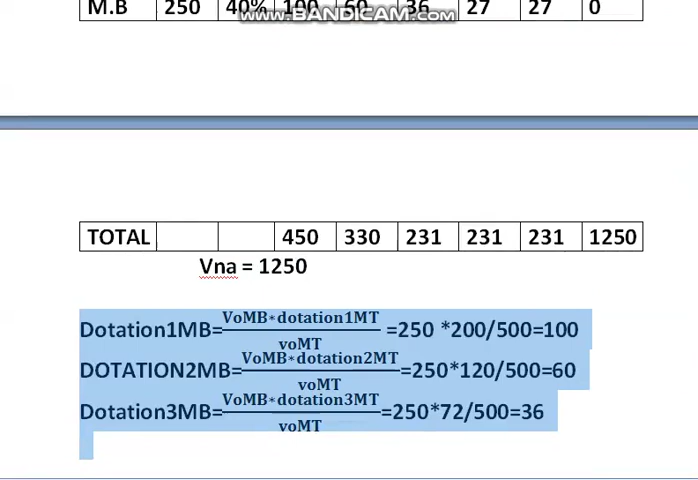 M.B 250 40% 100 60 36 27 27 0
www.BANDICAM.com
TOTAL 450 330 231 231 231 1250
Vna = 1250
Dotation1MB=VoMB*dotation1MT/voMT =250 *200/500=100
DOTATION2MB=VoMB*dotation2MT/voMT=250*120/500=60
Dotation3MB=VoMB*dotation3MT/voMT=250*72/500=36